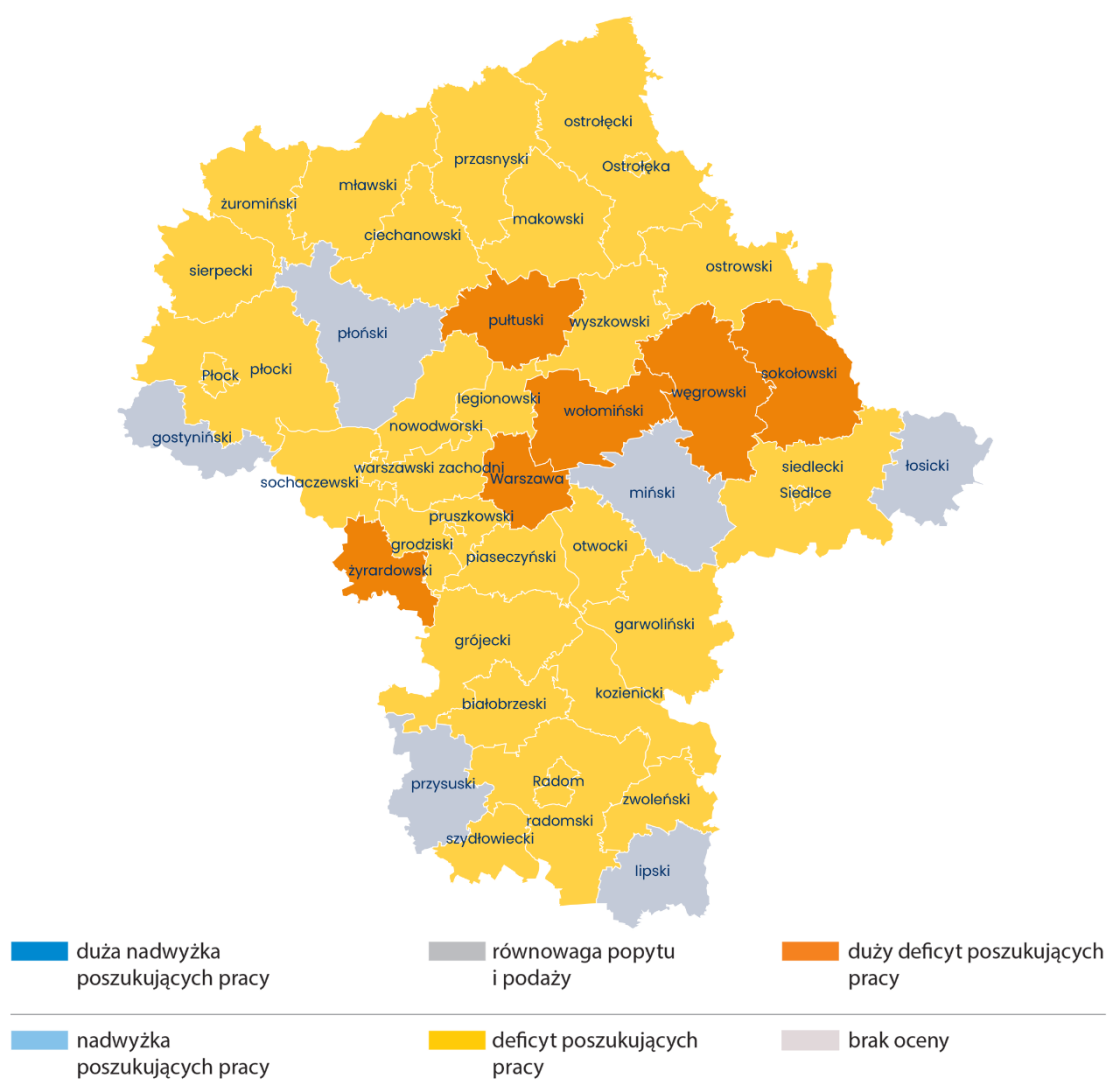 ostrołęcki
przasnyski
Ostrołęka
mławski
żuromiński
makowski
ciechanowski
sierpecki
ostrowski
pułtuski
wyszkowski
płoński
Płock
płocki
sokołowski
węgrowski
legionowski
wołomiński
nowodworski
gostyniński
warszawski zachodni
siedlecki
łosicki
sochaczewski
Warszawa
miński
Siedlce
pruszkowski
grodziski
otwocki
piaseczyński
żyrardowski
garwoliński
grójecki
kozienicki
białobrzeski
przysuski
Radom
zwoleński
radomski
szydłowiecki
lipski
duża nadwyżka
poszukujących pracy
równowaga popytu
i podaży
duży deficyt poszukujących
pracy
nadwyżka
poszukujących pracy
deficyt poszukujących
pracy
brak oceny